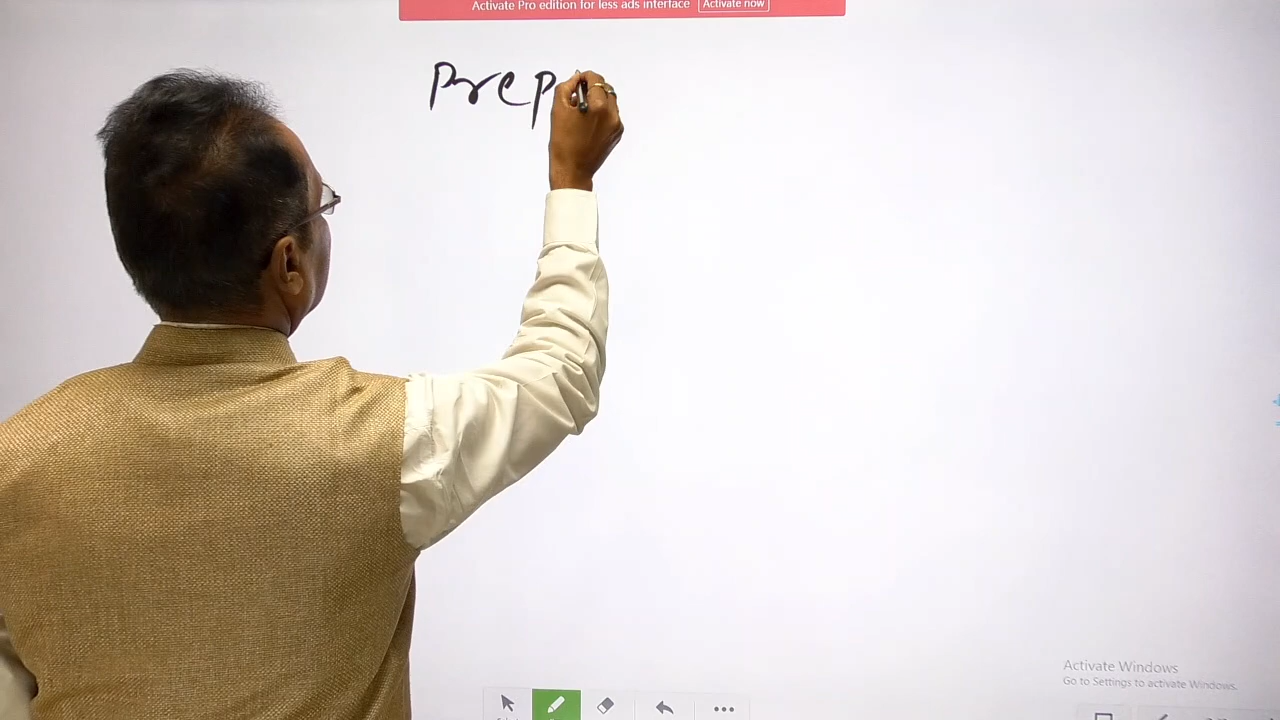 Activate Pro edition for less ads interface Activate now
Prep
Activate Windows
Go to Settings to activate Windows.